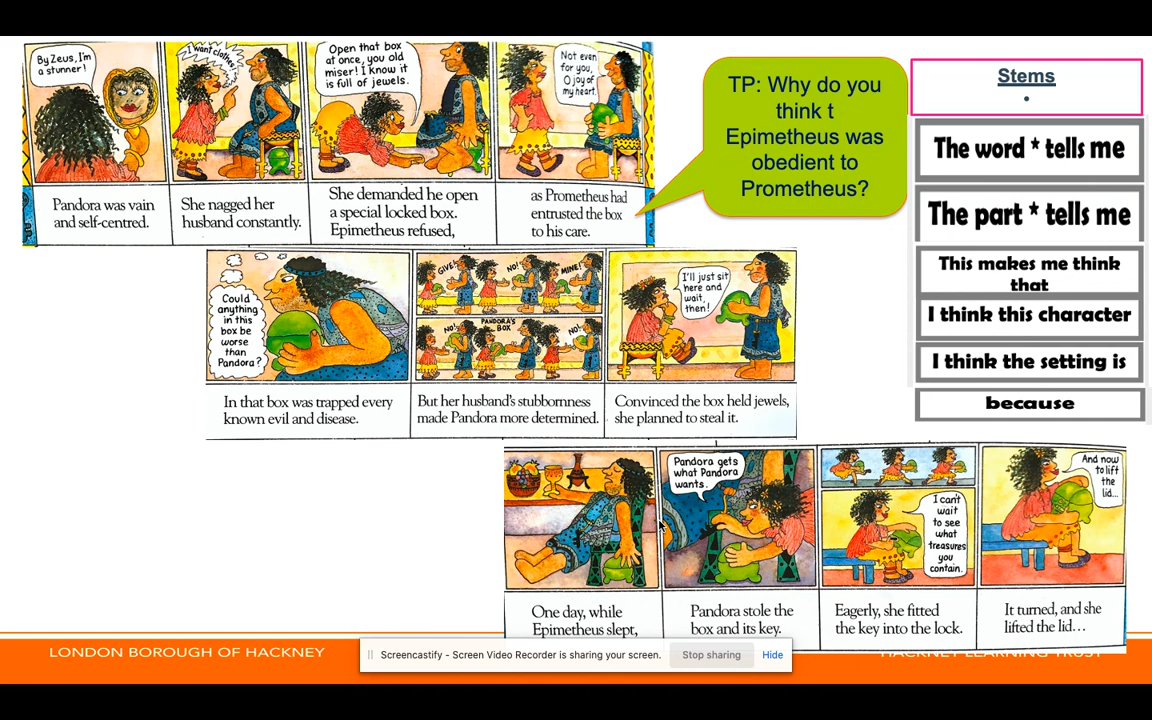 By Zeus, I'm
a stunner!
I want clothes!
Open that box
at once, you old
miser! I know it
is full of jewels.
Not even
for you,
O joy of
my heart.
Pandora was vain
and self-centred.
She nagged her
husband constantly.
She demanded he open
a special locked box.
Epimetheus refused,
as Prometheus had
entrusted the box
to his care.
TP: Why do you
think t
Epimetheus was
obedient to
Prometheus?
Stems
•
The word * tells me
The part * tells me
This makes me think
that
I think this character
I think the setting is
because
Could
anything
in this
box be
worse
than
Pandora?
GIVE!
NO!
MINE!
NO!
PANDORA'S
BOX
NO!
I'll just sit
here and
wait,
then!
In that box was trapped every
known evil and disease.
But her husband's stubbornness
made Pandora more determined.
Convinced the box held jewels,
she planned to steal it.
Pandora gets
what Pandora
wants.
I can't
wait
to see
what
treasures
you
contain.
And now
to lift
the
lid...
One day, while
Epimetheus slept,
Pandora stole the
box and its key.
Eagerly, she fitted
the key into the lock.
It turned, and she
lifted the lid...
LONDON BOROUGH OF HACKNEY
HACKNEY LEARNING TRUST
Screencastify - Screen Video Recorder is sharing your screen.
Stop sharing
Hide